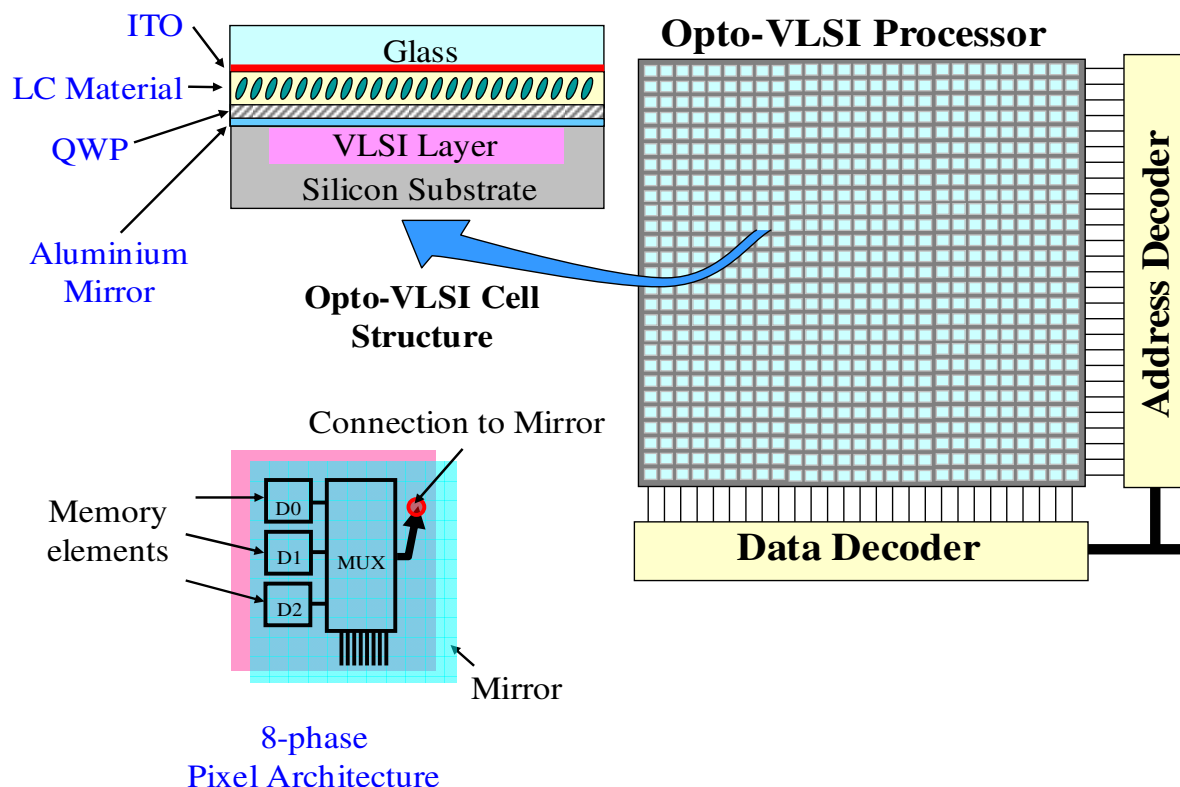 ITO
LC Material
QWP
Aluminium
Mirror
Glass
VLSI Layer
Silicon Substrate
Opto-VLSI Cell
Structure
Opto-VLSI Processor
Address Decoder
Data Decoder
Connection to Mirror
Memory
elements
D0
D1
D2
MUX
Mirror
8-phase
Pixel Architecture